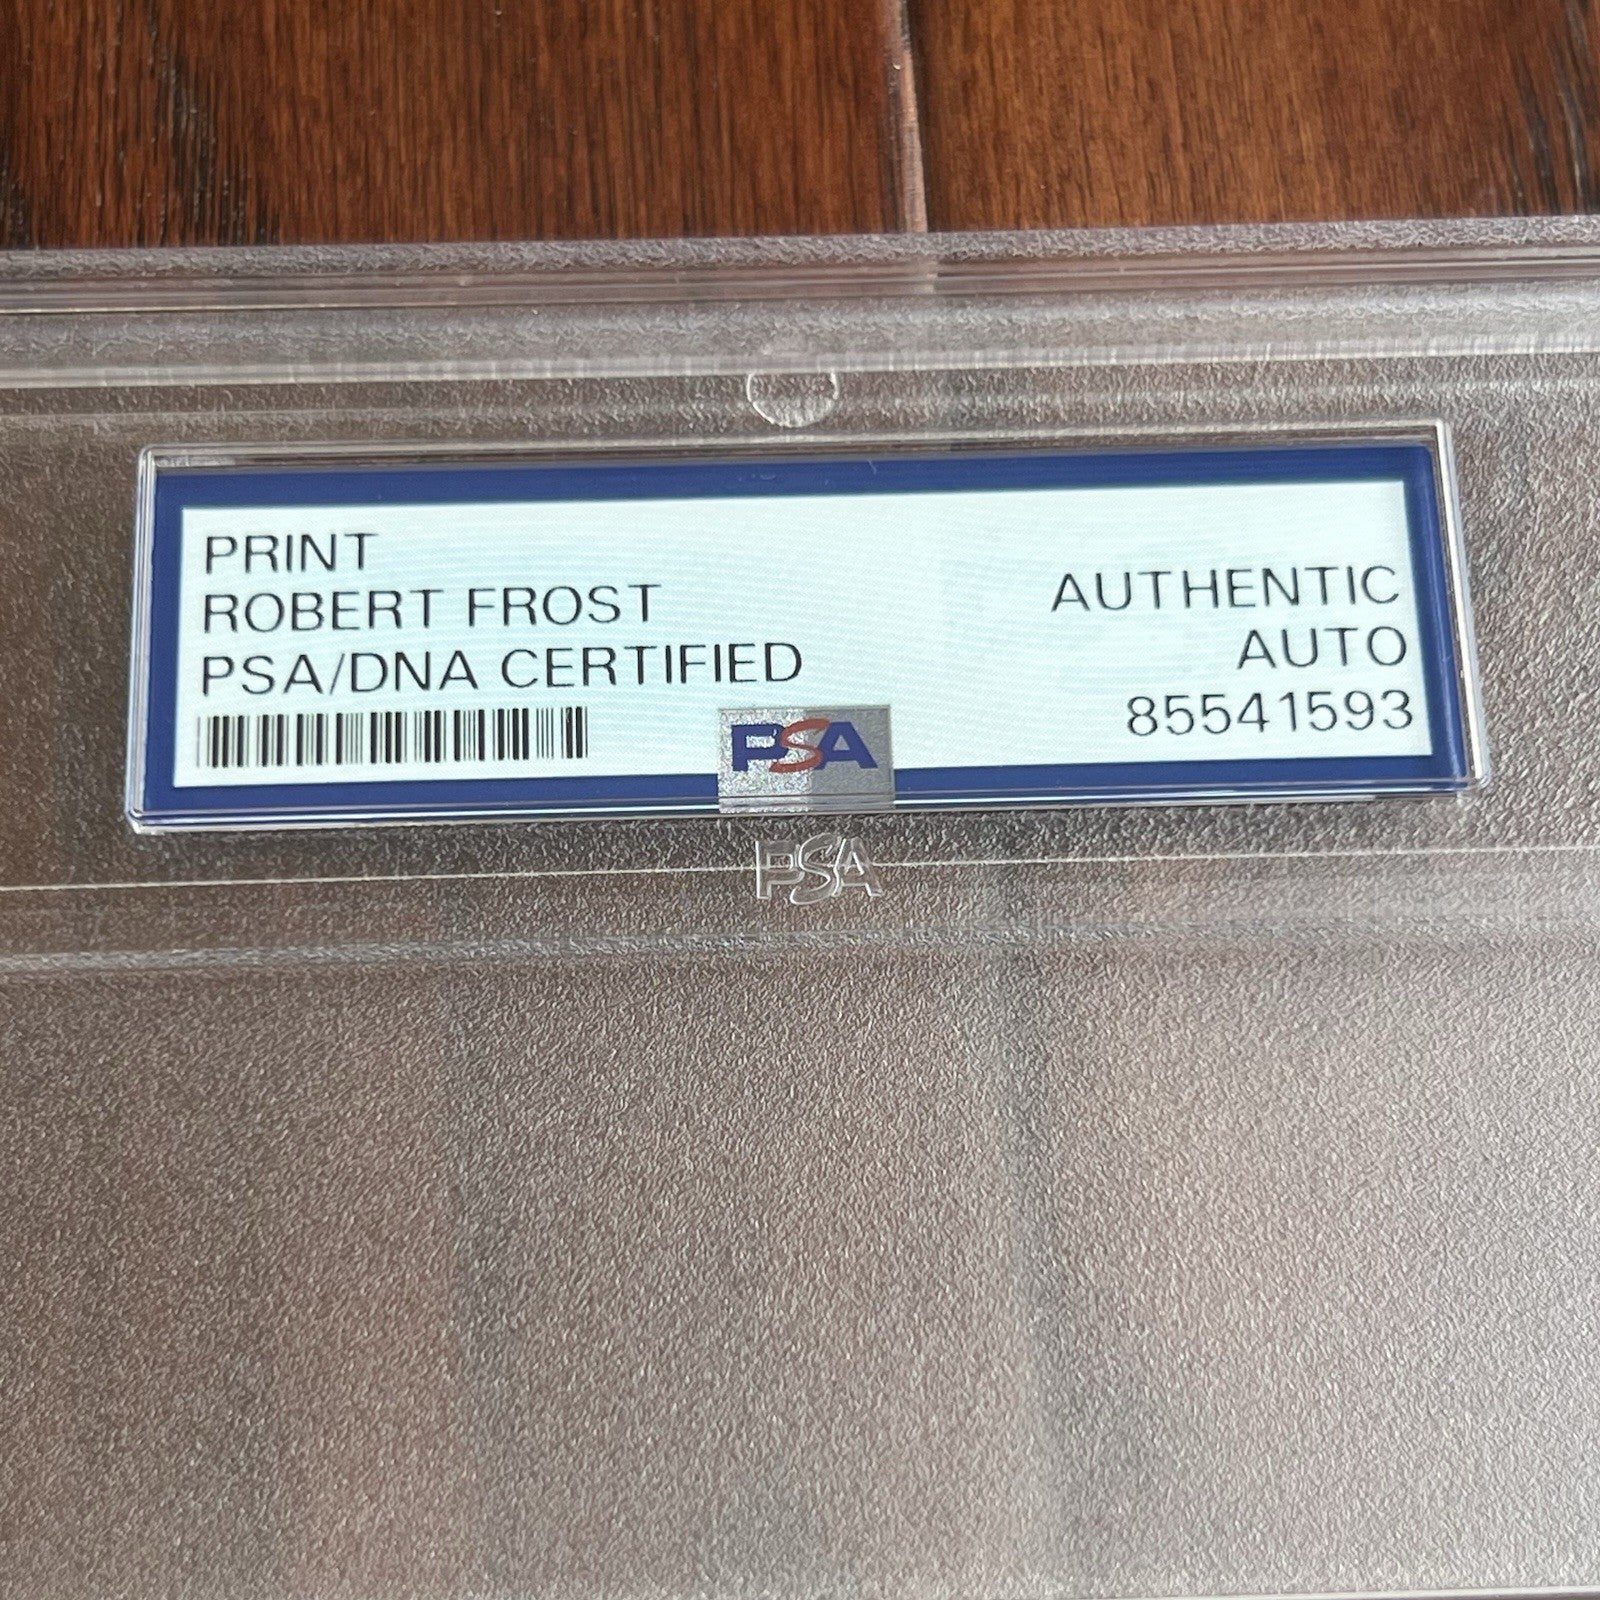 PRINT
ROBERT FROST
PSA/DNA CERTIFIED
AUTHENTIC
AUTO
85541593
PSA
PSA